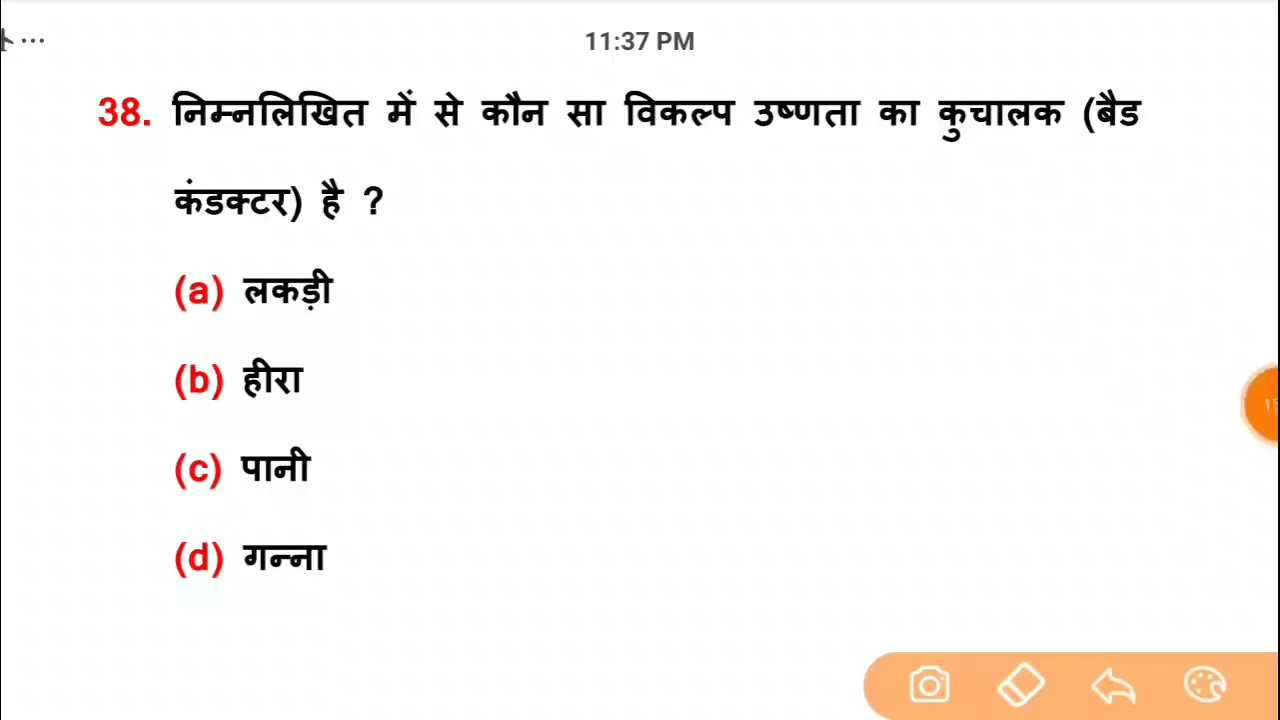 11:37 PM
38. निम्नलिखित में से कौन सा विकल्प उष्णता का कुचालक (बैड
कंडक्टर) है ?
(a) लकड़ी
(b) हीरा
(c) पानी
(d) गन्ना